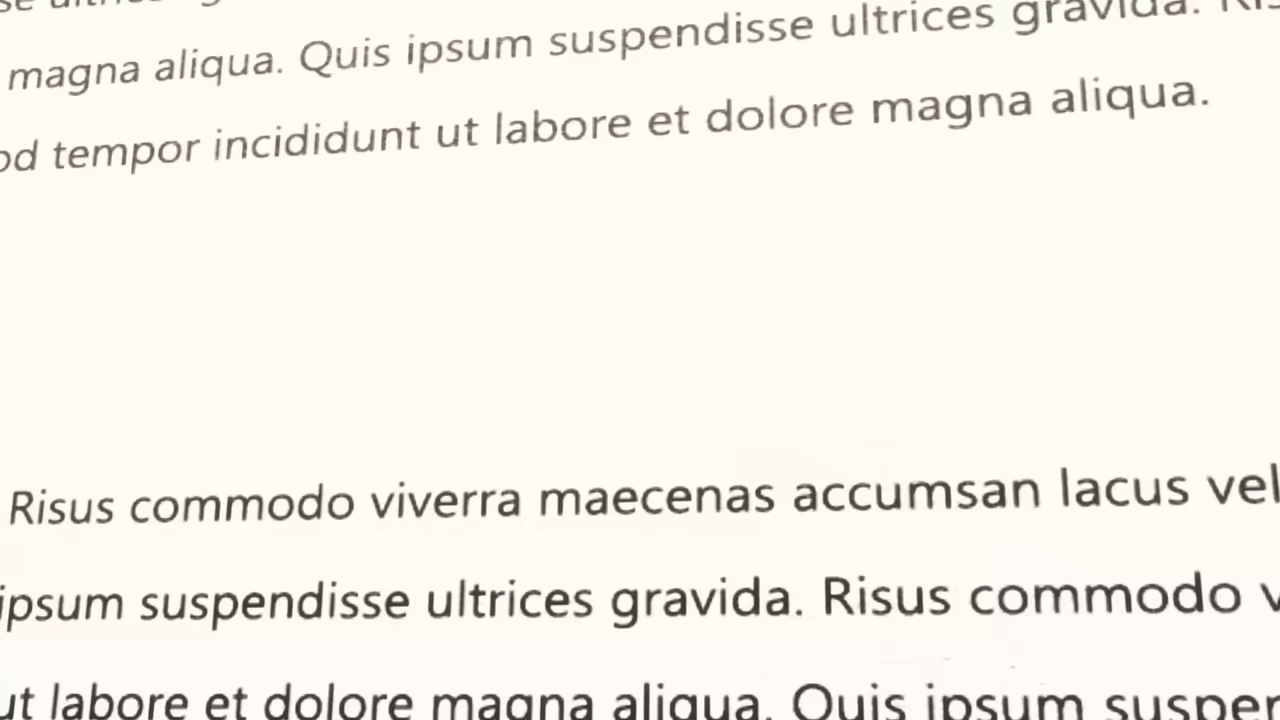 magna aliqua. Quis ipsum suspendisse ultrices gravida.
tempor incididunt ut labore et dolore magna aliqua.
Risus commodo viverra maecenas accumsan lacus vel
ipsum suspendisse ultrices gravida. Risus commodo
ut labore et dolore magna aliqua. Quis ipsum